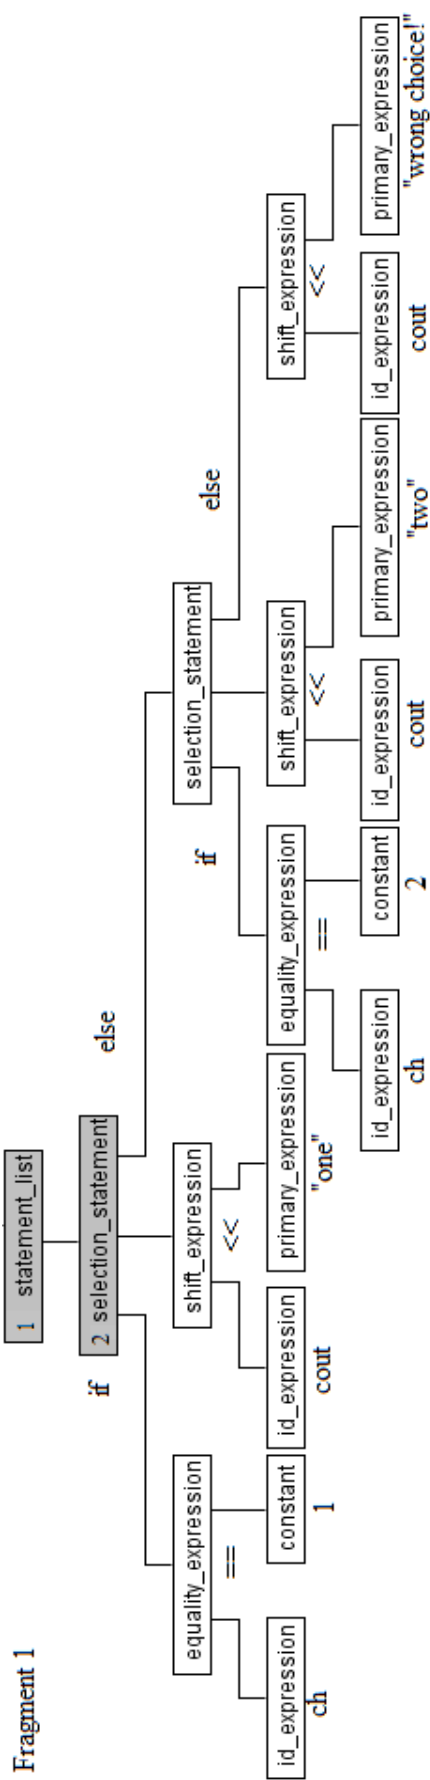 Fragment 1
1 statement_list
if
2 selection_statement
else
equality_expression
==
shift_expression
<<
if
selection_statement
else
id_expression
ch
constant
1
id_expression
cout
primary_expression
"one"
equality_expression
==
shift_expression
<<
shift_expression
<<
id_expression
ch
constant
2
id_expression
cout
primary_expression
"two"
id_expression
cout
primary_expression
"wrong choice!"